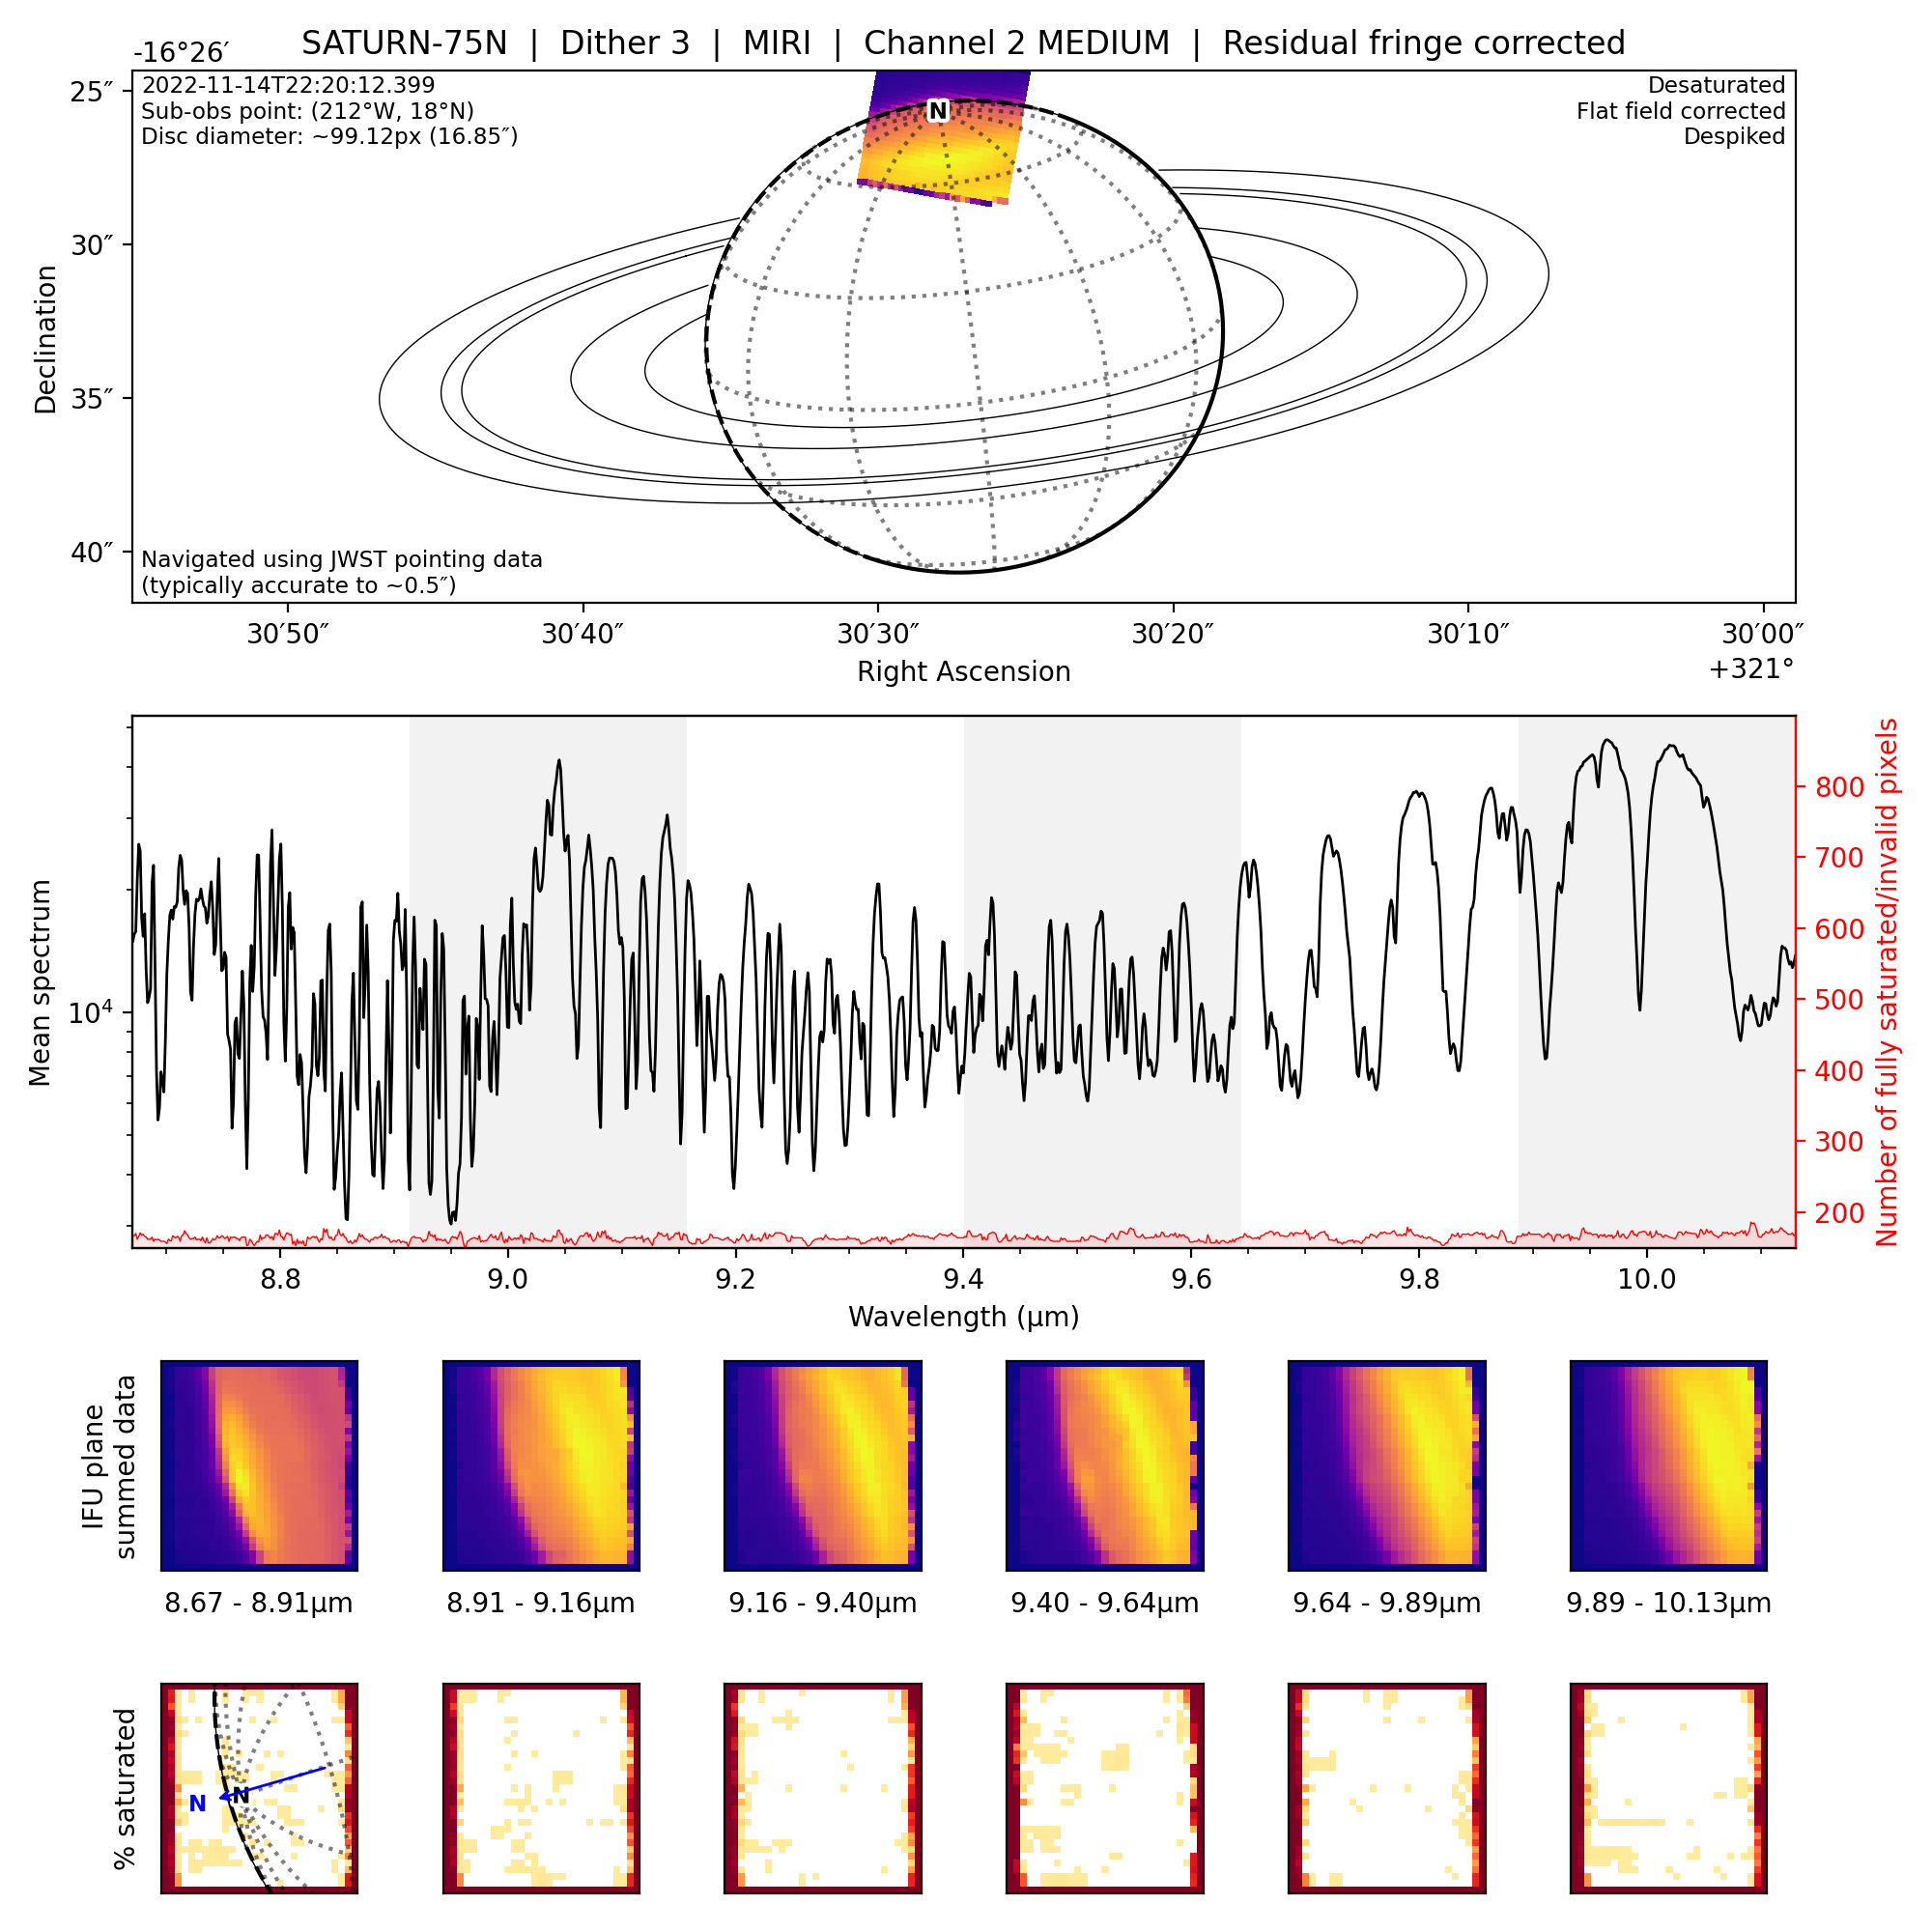 SATURN-75N | Dither 3 | MIRI | Channel 2 MEDIUM | Residual fringe corrected
-16°26′
2022-11-14T22:20:12.399
Sub-obs point: (212°W, 18°N)
Disc diameter: ~99.12px (16.85″)
Desaturated
Flat field corrected
Despiked
N
25″
30″
35″
40″
Declination
Navigated using JWST pointing data
(typically accurate to ~0.5″)
30′50″
30′40″
30′30″
30′20″
30′10″
30′00″
Right Ascension
+321°
Mean spectrum
10⁴
Number of fully saturated/invalid pixels
800
700
600
500
400
300
200
8.8
9.0
9.2
9.4
9.6
9.8
10.0
Wavelength (µm)
IFU plane
summed data
8.67 - 8.91µm
8.91 - 9.16µm
9.16 - 9.40µm
9.40 - 9.64µm
9.64 - 9.89µm
9.89 - 10.13µm
% saturated
N
N